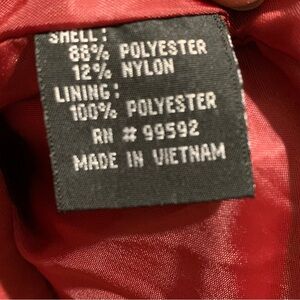 SHELL:
88% POLYESTER
12% NYLON
LINING:
100% POLYESTER
RN # 99592
MADE IN VIETNAM